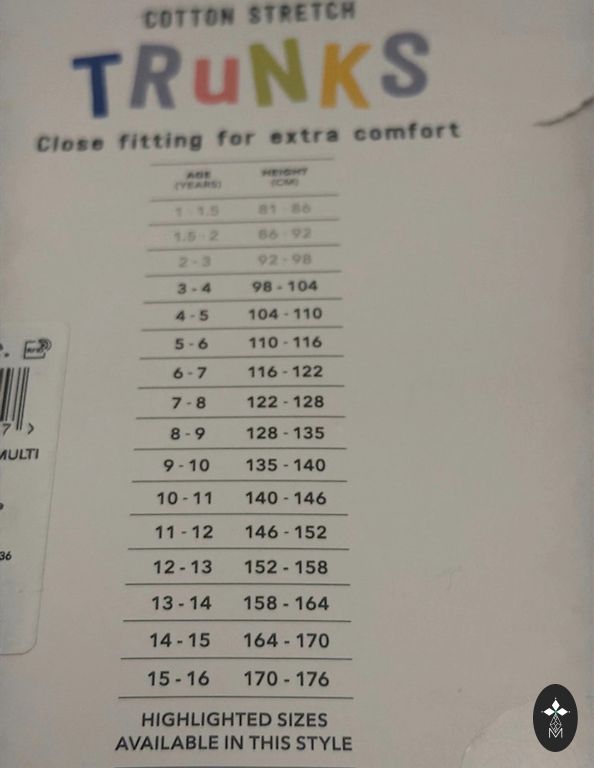 COTTON STRETCH
TRuNKS
Close fitting for extra comfort
AGE (YEARS) HEIGHT (CM)
1 - 1.5 81 - 86
1.5 - 2 86 - 92
2 - 3 92 - 98
3 - 4 98 - 104
4 - 5 104 - 110
5 - 6 110 - 116
6 - 7 116 - 122
7 - 8 122 - 128
8 - 9 128 - 135
9 - 10 135 - 140
10 - 11 140 - 146
11 - 12 146 - 152
12 - 13 152 - 158
13 - 14 158 - 164
14 - 15 164 - 170
15 - 16 170 - 176
HIGHLIGHTED SIZES
AVAILABLE IN THIS STYLE
7 >
MULTI
36
M